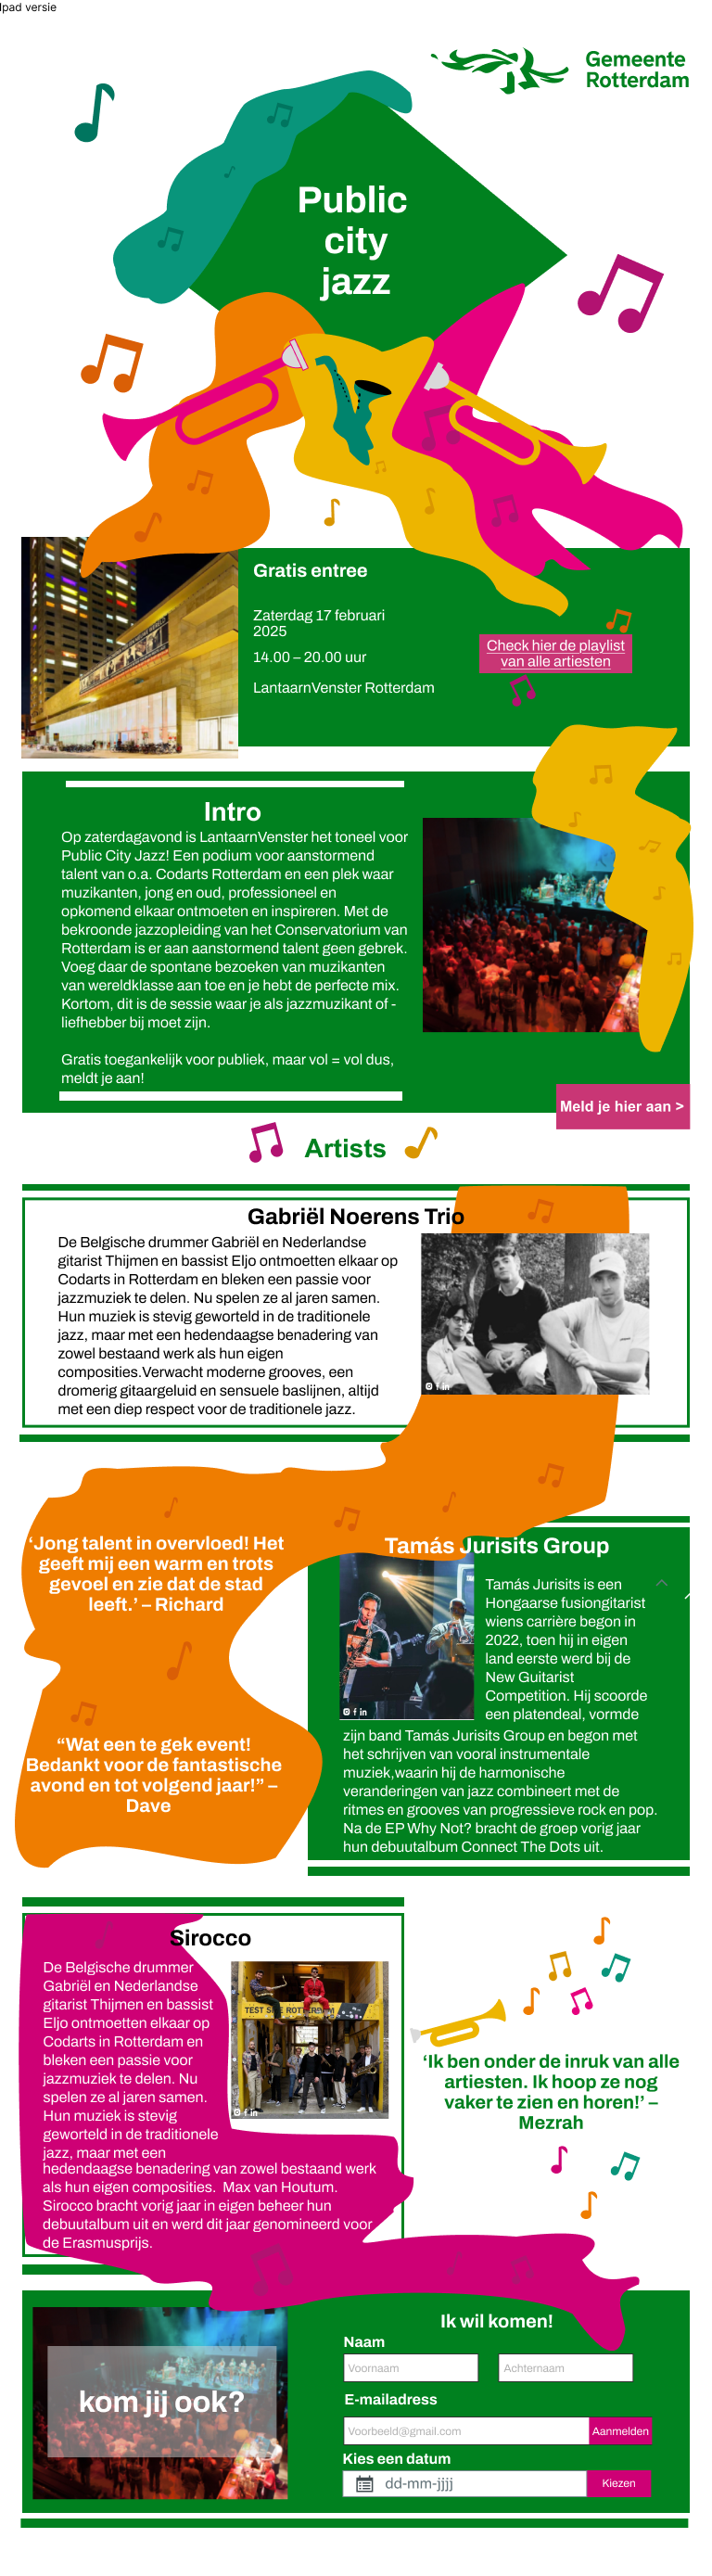 Ipad versie
Gemeente
Rotterdam
Public
city
jazz
Gratis entree
Zaterdag 17 februari
2025
14.00 – 20.00 uur
LantaarnVenster Rotterdam
Check hier de playlist
van alle artiesten
Intro
Op zaterdagavond is LantaarnVenster het toneel voor
Public City Jazz! Een podium voor aanstormend
talent van o.a. Codarts Rotterdam en een plek waar
muzikanten, jong en oud, professioneel en
opkomend elkaar ontmoeten en inspireren. Met de
bekroonde jazzopleiding van het Conservatorium van
Rotterdam is er aan aanstormend talent geen gebrek.
Voeg daar de spontane bezoeken van muzikanten
van wereldklasse aan toe en je hebt de perfecte mix.
Kortom, dit is de sessie waar je als jazzmuzikant of -
liefhebber bij moet zijn.
Gratis toegankelijk voor publiek, maar vol = vol dus,
meldt je aan!
Meld je hier aan >
Artists
Gabriël Noerens Trio
De Belgische drummer Gabriël en Nederlandse
gitarist Thijmen en bassist Eljo ontmoetten elkaar op
Codarts in Rotterdam en bleken een passie voor
jazzmuziek te delen. Nu spelen ze al jaren samen.
Hun muziek is stevig geworteld in de traditionele
jazz, maar met een hedendaagse benadering van
zowel bestaand werk als hun eigen
composities.Verwacht moderne grooves, een
dromerig gitaargeluid en sensuele baslijnen, altijd
met een diep respect voor de traditionele jazz.
‘Jong talent in overvloed! Het
geeft mij een warm en trots
gevoel en zie dat de stad
leeft.’ – Richard
“Wat een te gek event!
Bedankt voor de fantastische
avond en tot volgend jaar!” –
Dave
Tamás Jurisits Group
Tamás Jurisits is een
Hongaarse fusiongitarist
wiens carrière begon in
2022, toen hij in eigen
land eerste werd bij de
New Guitarist
Competition. Hij scoorde
een platendeal, vormde
zijn band Tamás Jurisits Group en begon met
het schrijven van vooral instrumentale
muziek,waarin hij de harmonische
veranderingen van jazz combineert met de
ritmes en grooves van progressieve rock en pop.
Na de EP Why Not? bracht de groep vorig jaar
hun debuutalbum Connect The Dots uit.
Sirocco
De Belgische drummer
Gabriël en Nederlandse
gitarist Thijmen en bassist
Eljo ontmoetten elkaar op
Codarts in Rotterdam en
bleken een passie voor
jazzmuziek te delen. Nu
spelen ze al jaren samen.
Hun muziek is stevig
geworteld in de traditionele
jazz, maar met een
hedendaagse benadering van zowel bestaand werk
als hun eigen composities. Max van Houtum.
Sirocco bracht vorig jaar in eigen beheer hun
debuutalbum uit en werd dit jaar genomineerd voor
de Erasmusprijs.
TEST SITE ROTTERDAM
‘Ik ben onder de inruk van alle
artiesten. Ik hoop ze nog
vaker te zien en horen!’ –
Mezrah
kom jij ook?
Ik wil komen!
Naam
Voornaam
Achternaam
E-mailadress
Voorbeeld@gmail.com
Aanmelden
Kies een datum
dd-mm-jjjj
Kiezen